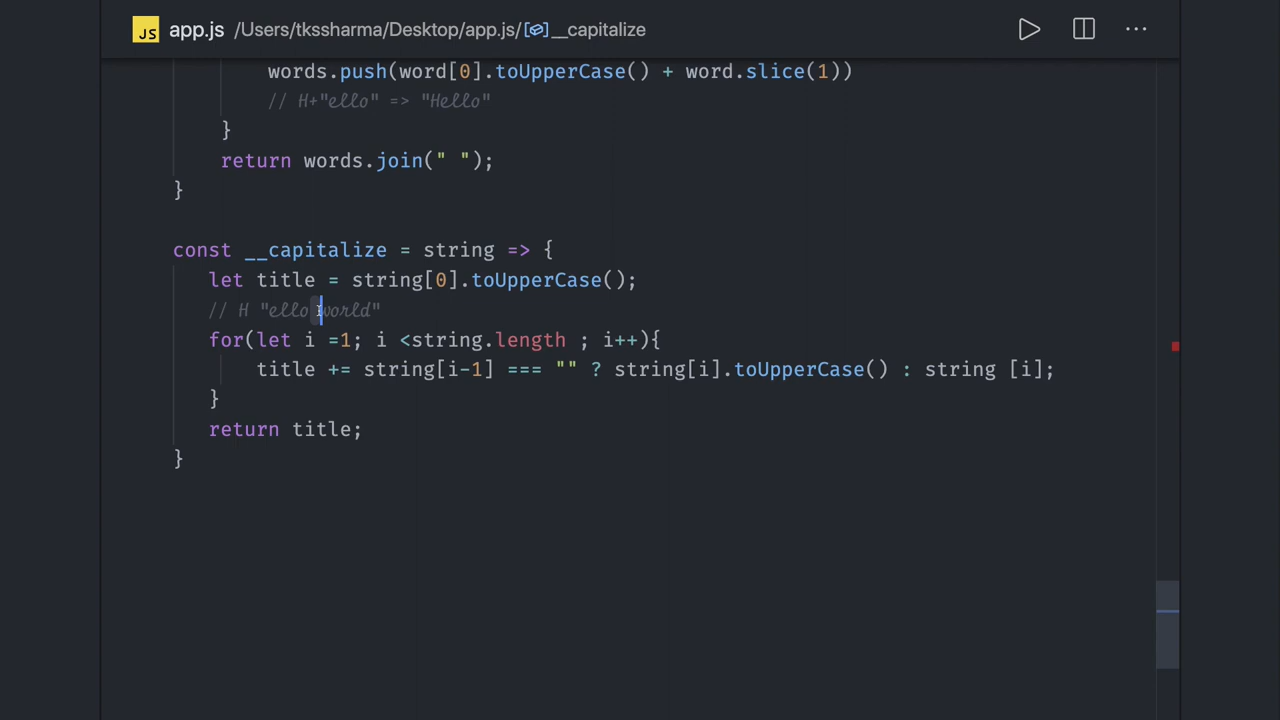 JS app.js /Users/tkssharma/Desktop/app.js/__capitalize
words.push(word[0].toUpperCase() + word.slice(1))
// H+"ello" => "Hello"
}
return words.join(" ");
}
const __capitalize = string => {
let title = string[0].toUpperCase();
// H "ello world"
for(let i =1; i <string.length ; i++){
title += string[i-1] === "" ? string[i].toUpperCase() : string [i];
}
return title;
}